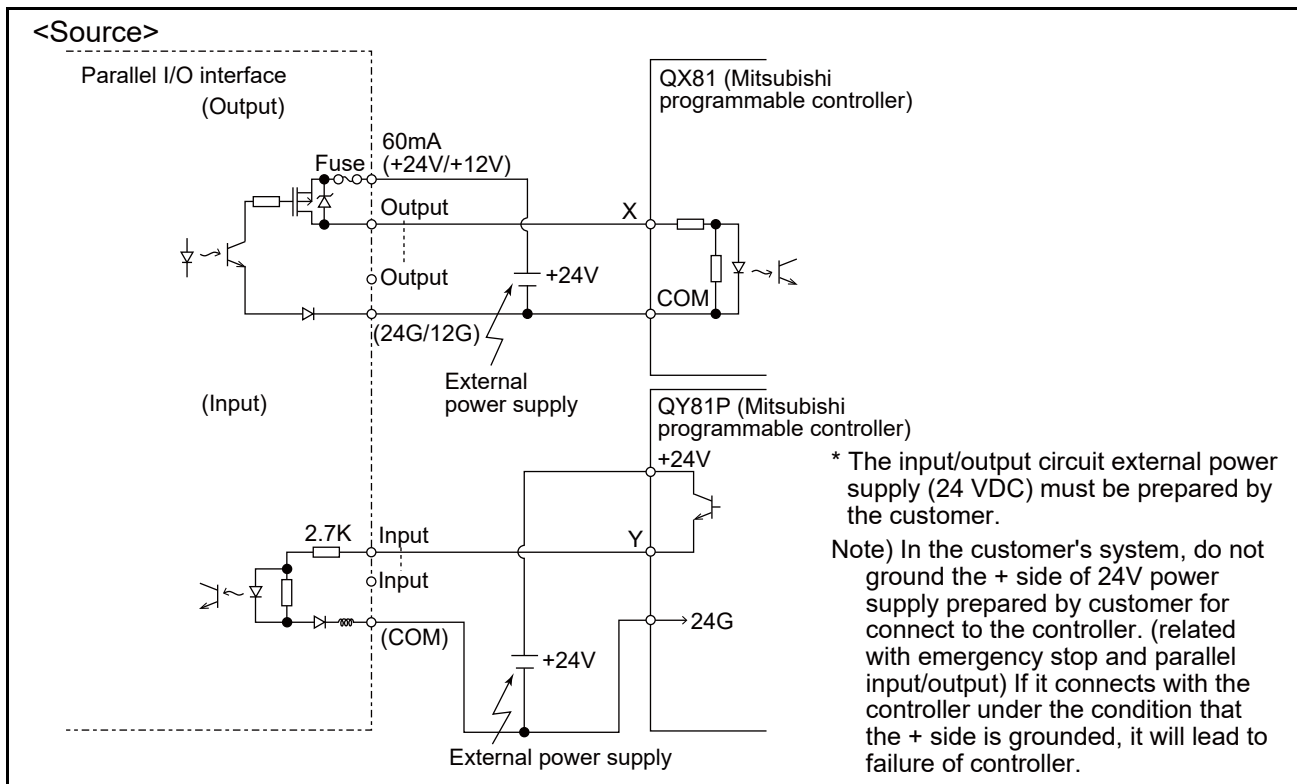 <Source>
Parallel I/O interface
(Output)
QX81 (Mitsubishi
programmable controller)
60mA
(+24V/+12V)
Fuse
Output
X
Output
+24V
COM
(24G/12G)
External
power supply
(Input)
QY81P (Mitsubishi
programmable controller)
+24V
2.7K
Input
Y
Input
(COM)
24G
+24V
External power supply
* The input/output circuit external power
supply (24 VDC) must be prepared by
the customer.
Note) In the customer's system, do not
ground the + side of 24V power
supply prepared by customer for
connect to the controller. (related
with emergency stop and parallel
input/output) If it connects with the
controller under the condition that
the + side is grounded, it will lead to
failure of controller.